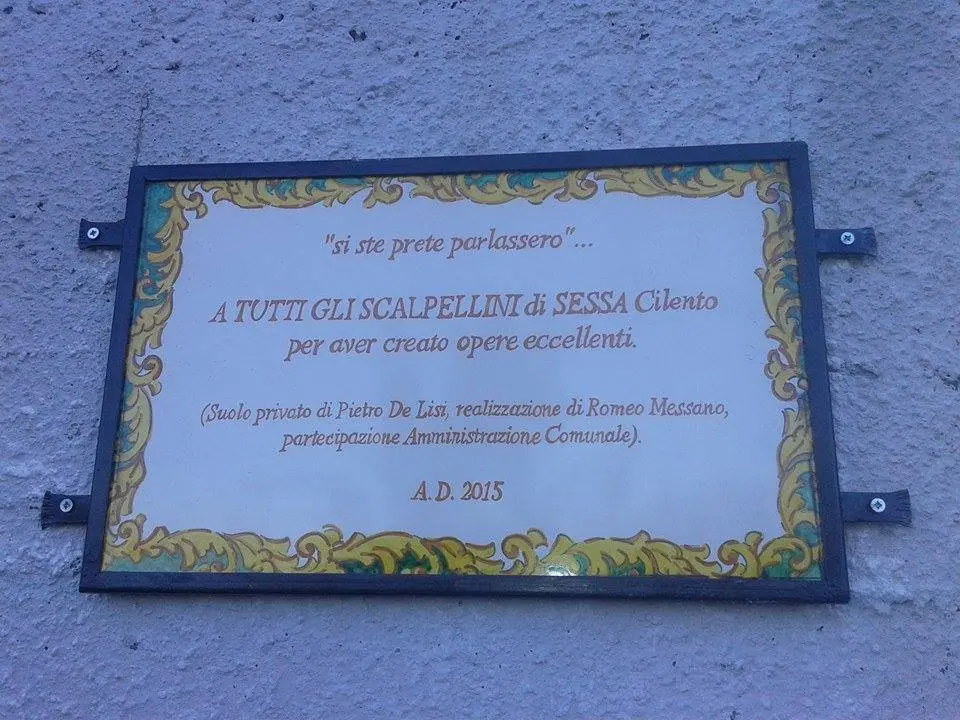 "si ste prete parlassero"...
A TUTTI GLI SCALPELLINI di SESSA Cilento
per aver creato opere eccellenti.
(Suolo privato di Pietro De Lisi, realizzazione di Romeo Messano,
partecipazione Amministrazione Comunale).
A.D. 2015